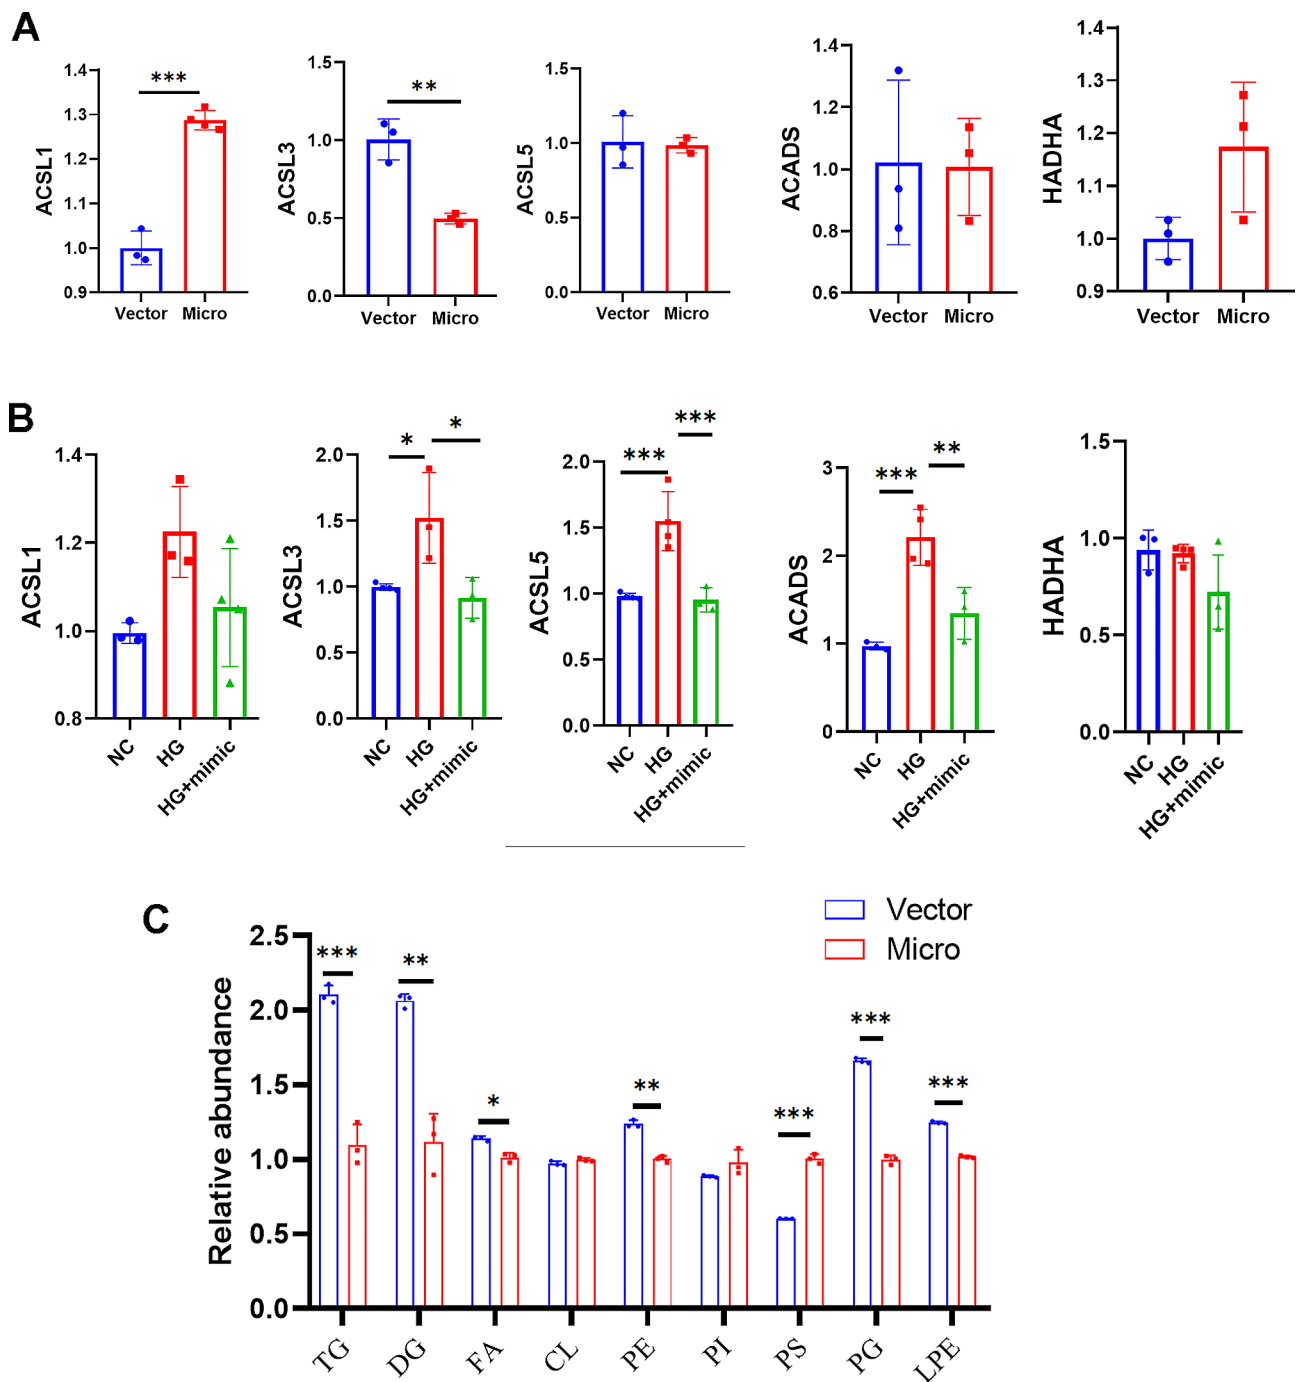 A
ACSL1
1.4
1.3
1.2
1.1
1.0
0.9
***
Vector Micro
ACSL3
1.5
1.0
0.5
0.0
**
Vector Micro
ACSL5
1.5
1.0
0.5
0.0
Vector Micro
ACADS
1.4
1.2
1.0
0.8
0.6
Vector Micro
HADHA
1.4
1.3
1.2
1.1
1.0
0.9
Vector Micro
B
ACSL1
1.4
1.2
1.0
0.8
NC
HG
HG+mimic
ACSL3
2.0
1.5
1.0
0.5
0.0
* *
NC
HG
HG+mimic
ACSL5
2.0
1.5
1.0
0.5
0.0
*** ***
NC
HG
HG+mimic
ACADS
3
2
1
0
*** **
NC
HG
HG+mimic
HADHA
1.5
1.0
0.5
0.0
NC
HG
HG+mimic
C
Vector
Micro
Relative abundance
2.5
2.0
1.5
1.0
0.5
0.0
*** ** * ** *** *** ***
TG DG FA CL PE PI PS PG LPE